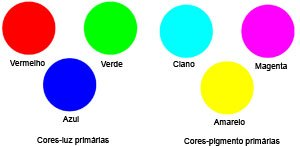 Vermelho
Verde
Azul
Cores-luz primárias
Ciano
Magenta
Amarelo
Cores-pigmento primárias